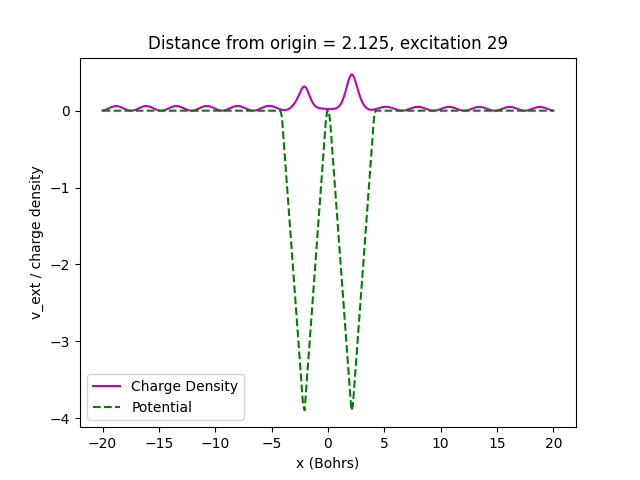 Distance from origin = 2.125, excitation 29
v_ext / charge density
0
−1
−2
−3
−4
Charge Density
Potential
−20 −15 −10 −5 0 5 10 15 20
x (Bohrs)